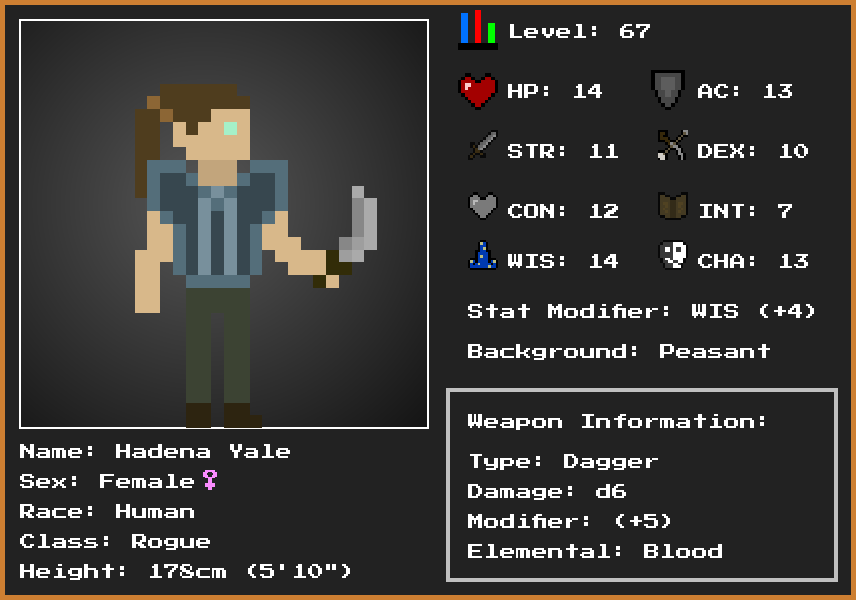 Level: 67
HP: 14 AC: 13
STR: 11 DEX: 10
CON: 12 INT: 7
WIS: 14 CHA: 13
Stat Modifier: WIS (+4)
Background: Peasant
Weapon Information:
Type: Dagger
Damage: d6
Modifier: (+5)
Elemental: Blood
Name: Hadena Yale
Sex: Female♀
Race: Human
Class: Rogue
Height: 178cm (5'10")